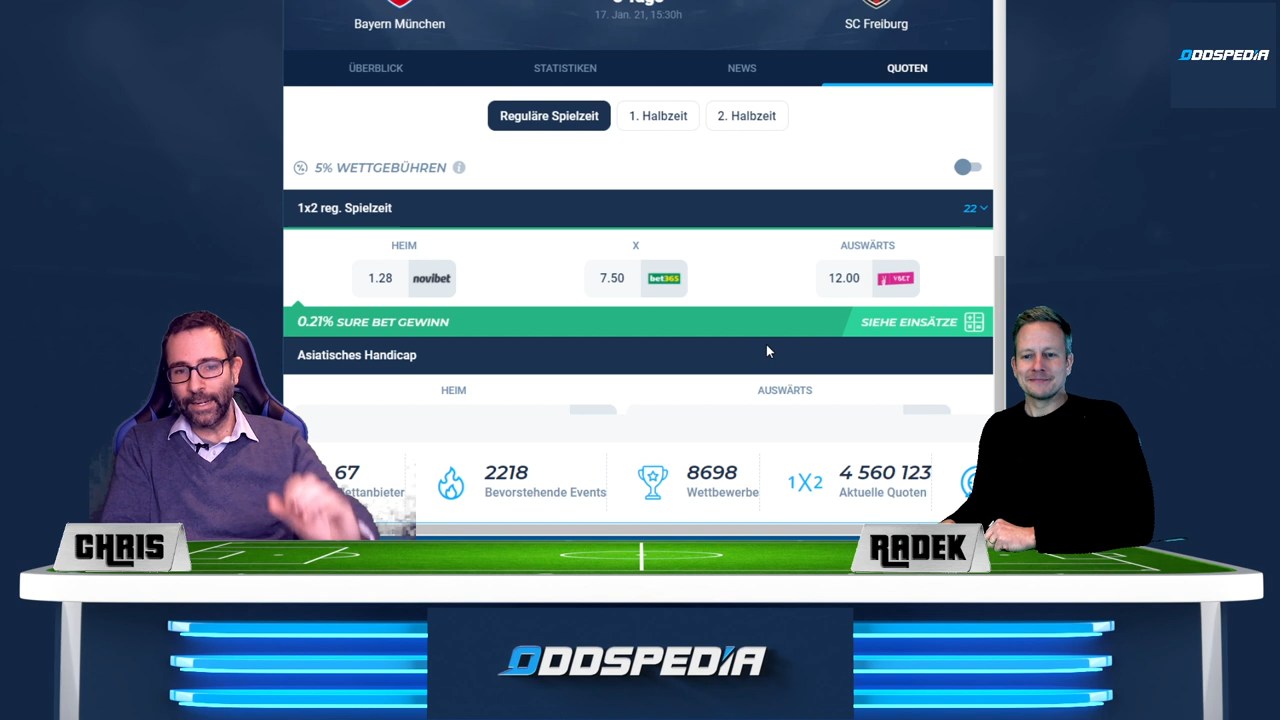 Bayern München
17. Jan. 21, 15:30h
SC Freiburg
ODDSPEDIA
ÜBERBLICK
STATISTIKEN
NEWS
QUOTEN
Reguläre Spielzeit
1. Halbzeit
2. Halbzeit
5% WETTGEBÜHREN
1x2 reg. Spielzeit
22
HEIM
X
AUSWÄRTS
1.28
novibet
7.50
bet365
12.00
VBET
0.21% SURE BET GEWINN
SIEHE EINSÄTZE
Asiatisches Handicap
HEIM
AUSWÄRTS
67
2218
Bevorstehende Events
8698
Wettbewerbe
1X2
4 560 123
Aktuelle Quoten
CHRIS
RADEK
ODDSPEDIA